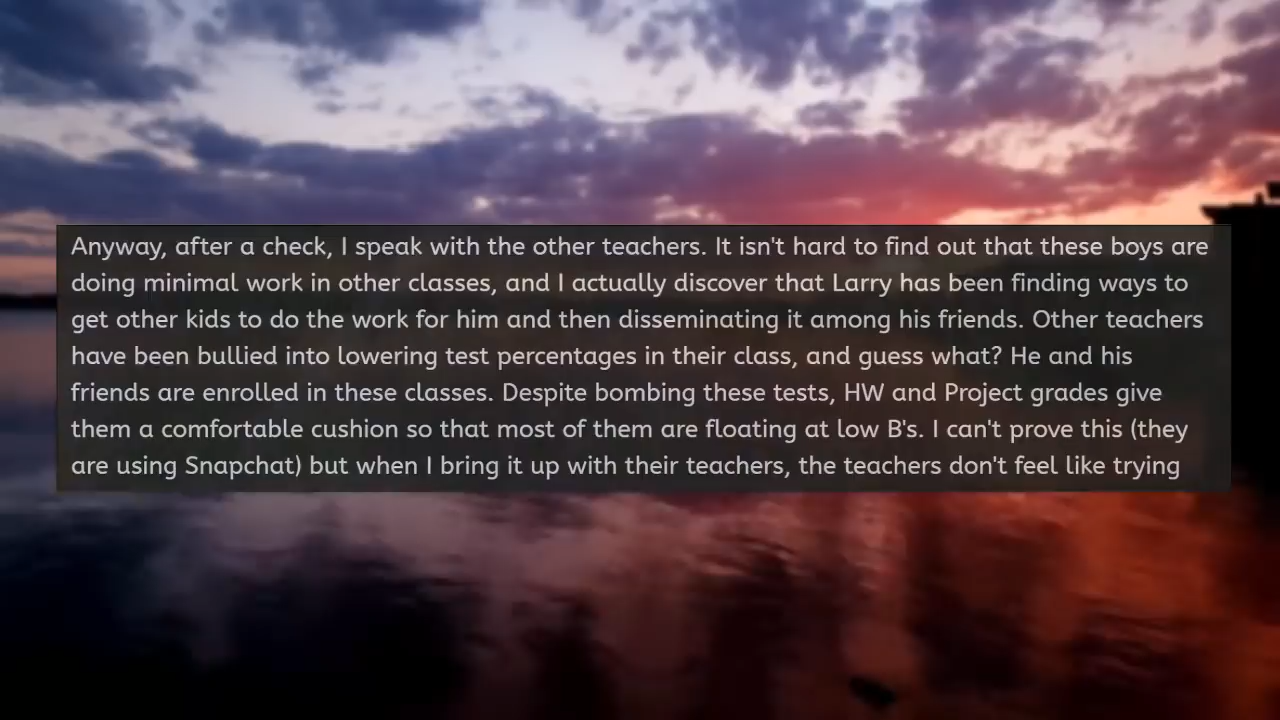 Anyway, after a check, I speak with the other teachers. It isn't hard to find out that these boys are
doing minimal work in other classes, and I actually discover that Larry has been finding ways to
get other kids to do the work for him and then disseminating it among his friends. Other teachers
have been bullied into lowering test percentages in their class, and guess what? He and his
friends are enrolled in these classes. Despite bombing these tests, HW and Project grades give
them a comfortable cushion so that most of them are floating at low B's. I can't prove this (they
are using Snapchat) but when I bring it up with their teachers, the teachers don't feel like trying